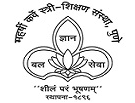 महर्षी कर्वे स्त्री-शिक्षण संस्था, पुणे
ज्ञान
बल सेवा
"शीलं परं भूषणम्"
स्थापना-१८९६